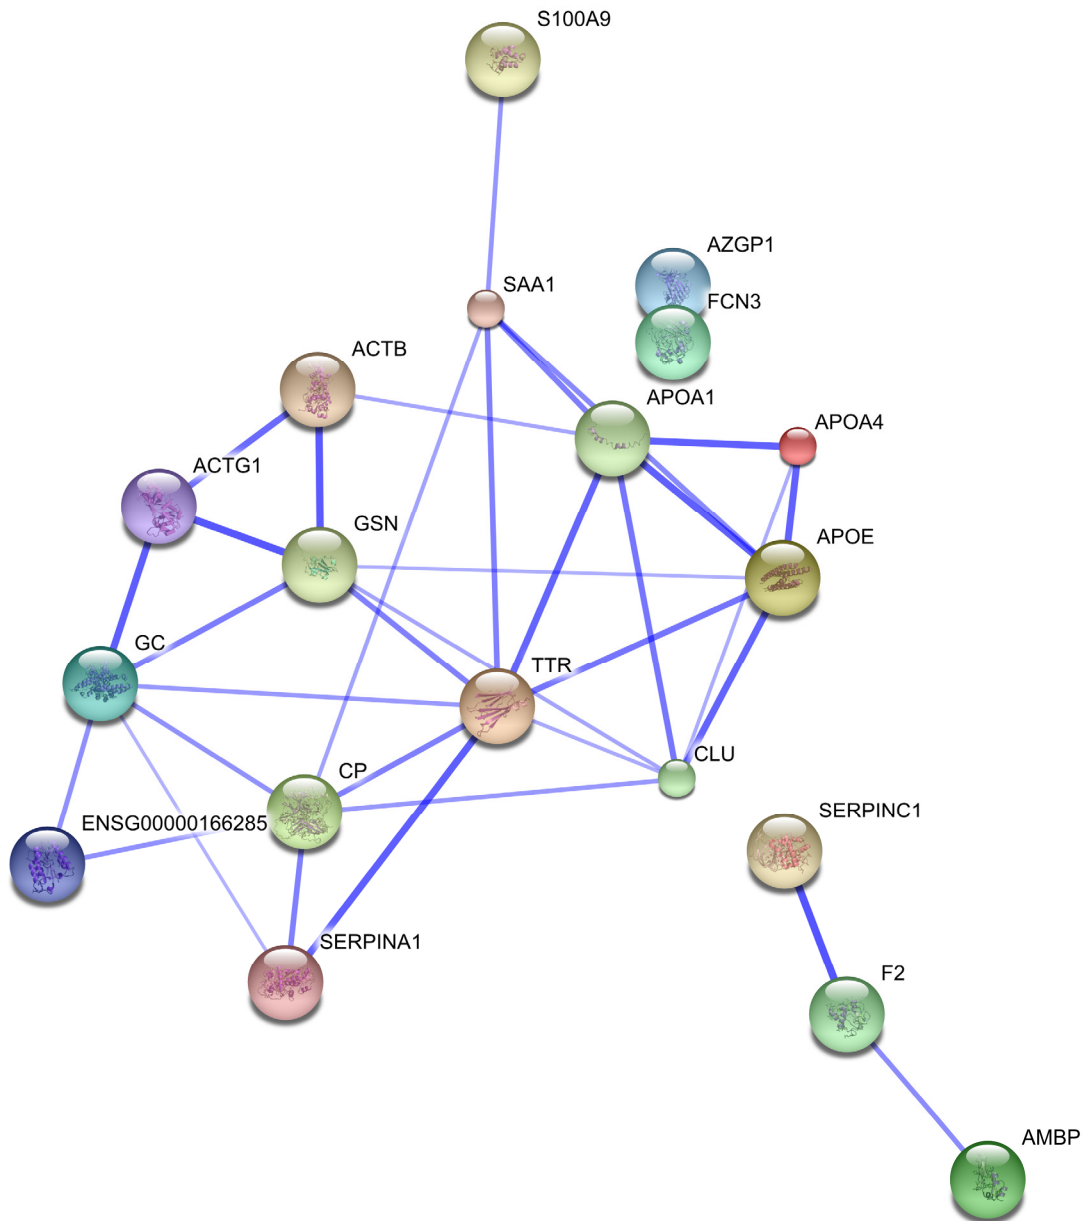 S100A9
AZGP1
SAA1
FCN3
ACTB
APOA1
APOA4
ACTG1
GSN
APOE
GC
TTR
CLU
CP
SERPINC1
ENSG00000166285
SERPINA1
F2
AMBP